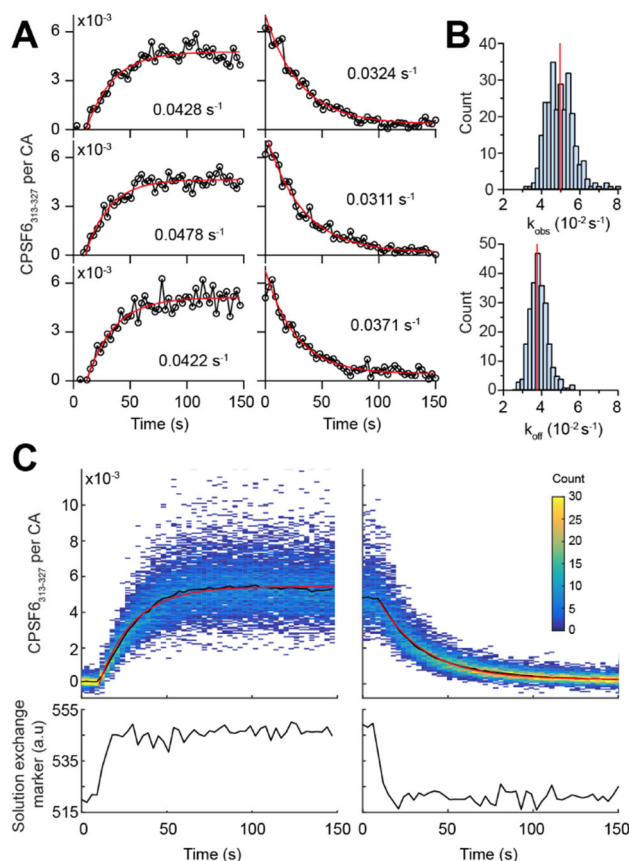 A
x10⁻³
CPSF6₃₁₃₋₃₂₇ per CA
6
3
0
0.0428 s⁻¹
0.0324 s⁻¹
x10⁻³
6
3
0
0.0478 s⁻¹
0.0311 s⁻¹
x10⁻³
6
3
0
0.0422 s⁻¹
0.0371 s⁻¹
0 50 100 150
0 50 100 150
Time (s)
Time (s)
B
Count
40
30
20
10
0
2 4 6 8
k_obs (10⁻² s⁻¹)
Count
50
40
30
20
10
0
2 4 6 8
k_off (10⁻² s⁻¹)
C
x10⁻³
CPSF6₃₁₃₋₃₂₇ per CA
10
8
6
4
2
0
Count
30
25
20
15
10
5
0
Solution exchange
marker (a.u)
555
535
515
0 50 100 150
0 50 100 150
Time (s)
Time (s)